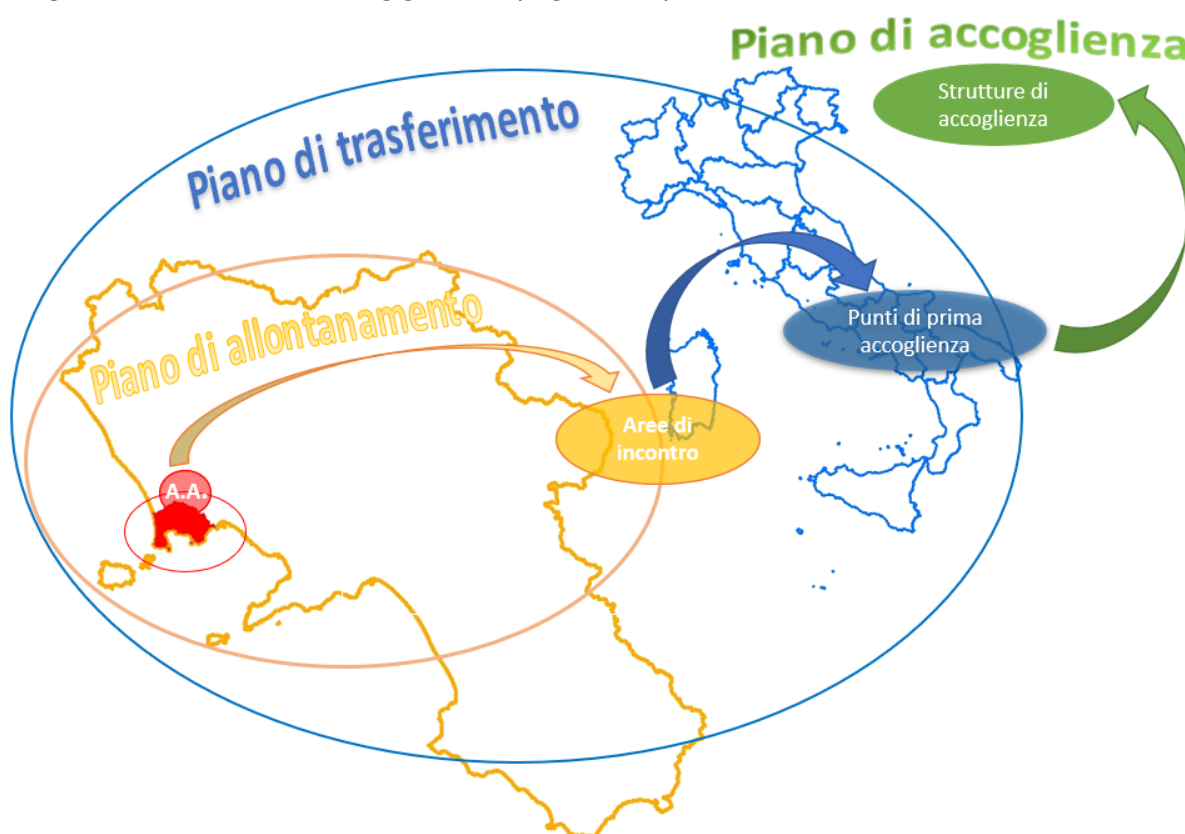 Piano di accoglienza
Strutture di
accoglienza
Piano di trasferimento
Piano di allontanamento
Punti di prima
accoglienza
Aree di
incontro
A.A.